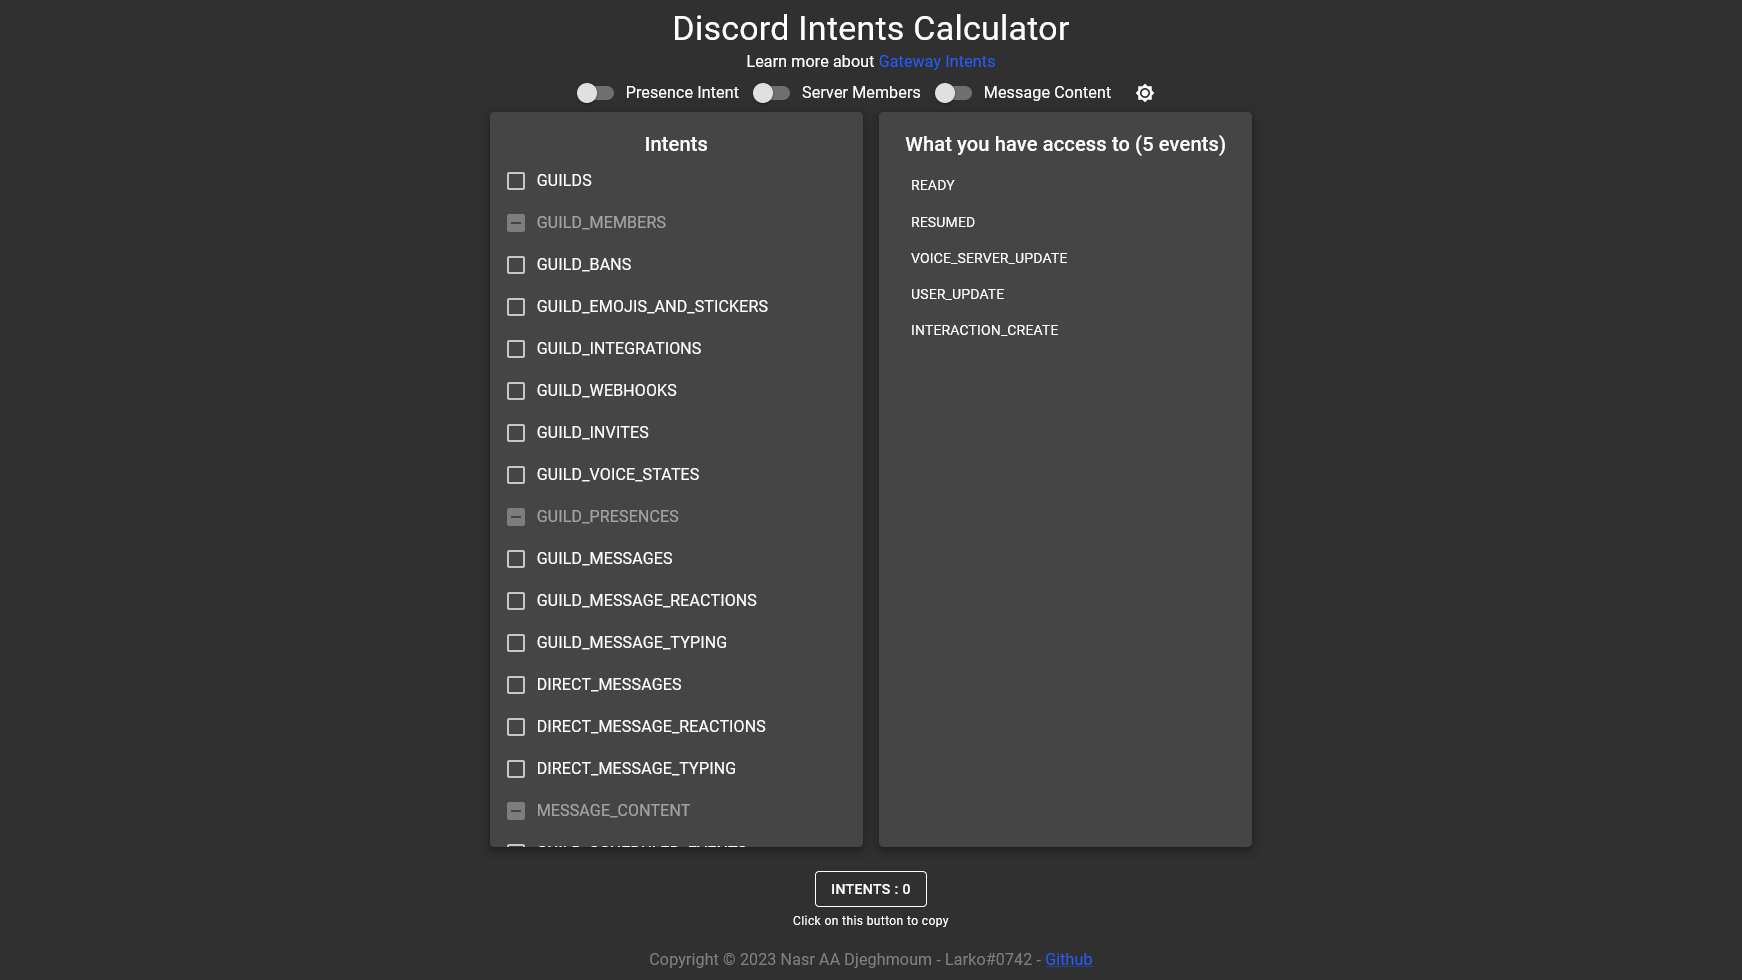 Discord Intents Calculator
Learn more about Gateway Intents
Presence Intent Server Members Message Content
Intents
GUILDS
GUILD_MEMBERS
GUILD_BANS
GUILD_EMOJIS_AND_STICKERS
GUILD_INTEGRATIONS
GUILD_WEBHOOKS
GUILD_INVITES
GUILD_VOICE_STATES
GUILD_PRESENCES
GUILD_MESSAGES
GUILD_MESSAGE_REACTIONS
GUILD_MESSAGE_TYPING
DIRECT_MESSAGES
DIRECT_MESSAGE_REACTIONS
DIRECT_MESSAGE_TYPING
MESSAGE_CONTENT
What you have access to (5 events)
READY
RESUMED
VOICE_SERVER_UPDATE
USER_UPDATE
INTERACTION_CREATE
INTENTS : 0
Click on this button to copy
Copyright © 2023 Nasr AA Djeghmoum - Larko#0742 - Github